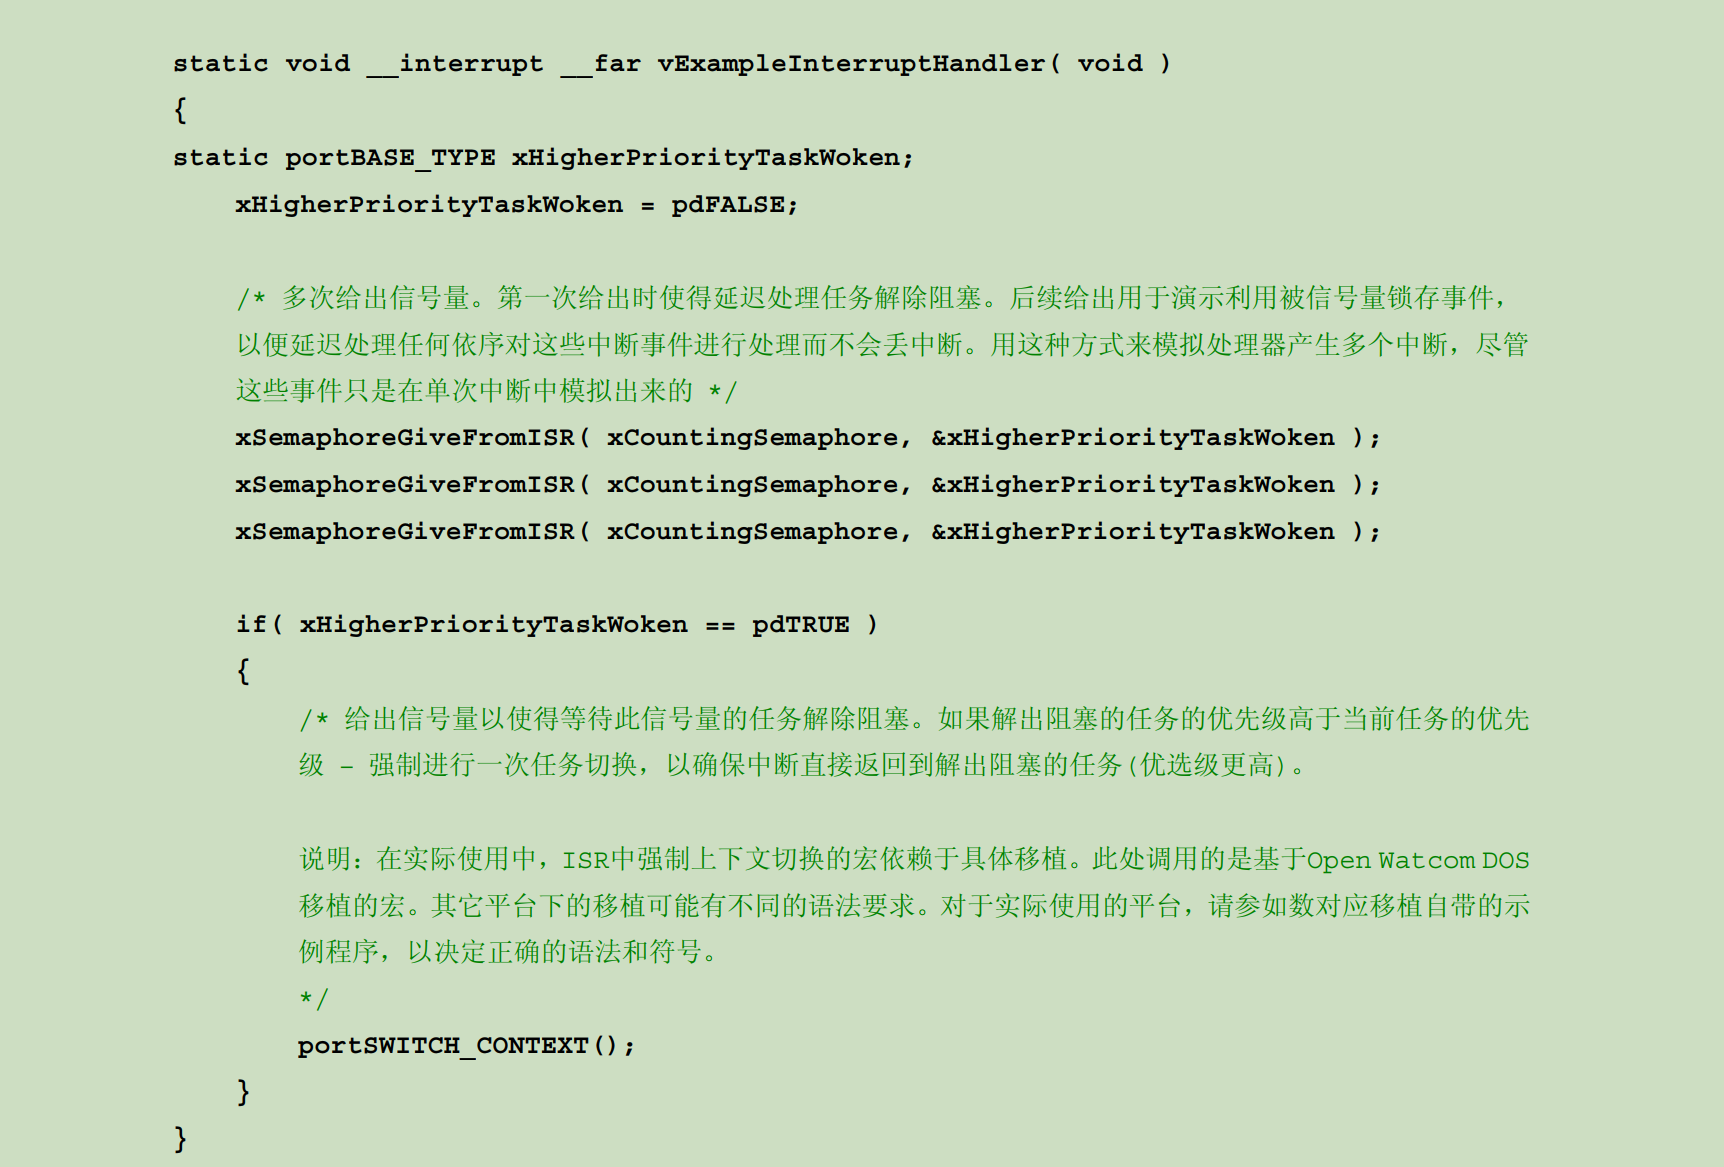 static void __interrupt __far vExampleInterruptHandler( void )
{
static portBASE_TYPE xHigherPriorityTaskWoken;
xHigherPriorityTaskWoken = pdFALSE;
/* 多次给出信号量。第一次给出时使得延迟处理任务解除阻塞。后续给出用于演示利用被信号量锁存事件，
以便延迟处理任何依序对这些中断事件进行处理而不会丢中断。用这种方式来模拟处理器产生多个中断，尽管
这些事件只是在单次中断中模拟出来的 */
xSemaphoreGiveFromISR( xCountingSemaphore, &xHigherPriorityTaskWoken );
xSemaphoreGiveFromISR( xCountingSemaphore, &xHigherPriorityTaskWoken );
xSemaphoreGiveFromISR( xCountingSemaphore, &xHigherPriorityTaskWoken );
if( xHigherPriorityTaskWoken == pdTRUE )
{
/* 给出信号量以使得等待此信号量的任务解除阻塞。如果解出阻塞的任务的优先级高于当前任务的优先
级 – 强制进行一次任务切换，以确保中断直接返回到解出阻塞的任务(优选级更高)。
说明：在实际使用中，ISR中强制上下文切换的宏依赖于具体移植。此处调用的是基于Open Watcom DOS
移植的宏。其它平台下的移植可能有不同的语法要求。对于实际使用的平台，请参如数对应移植自带的示
例程序，以决定正确的语法和符号。
*/
portSWITCH_CONTEXT();
}
}